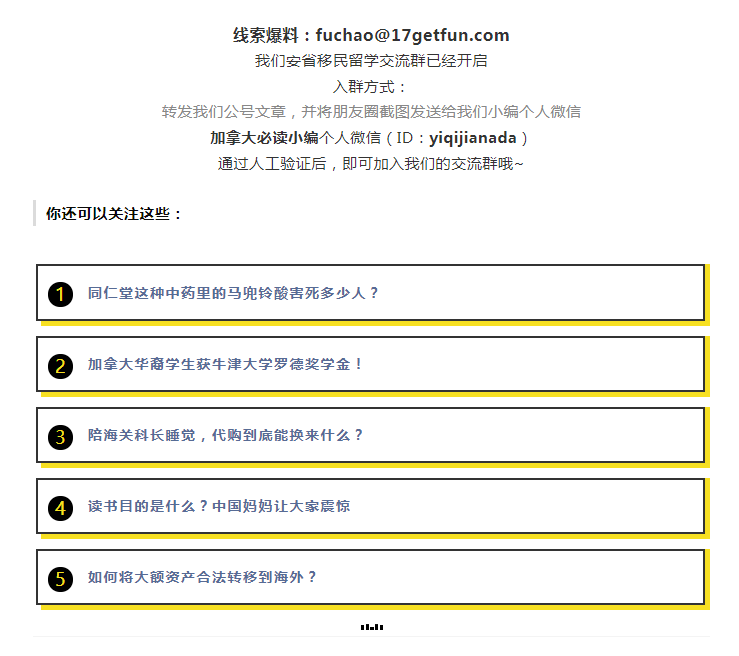 线索爆料：fuchao@17getfun.com
我们安省移民留学交流群已经开启
入群方式：
转发我们公号文章，并将朋友圈截图发送给我们小编个人微信
加拿大必读小编个人微信（ID：yiqijianada）
通过人工验证后，即可加入我们的交流群哦~
你还可以关注这些：
1 同仁堂这种中药里的马兜铃酸害死多少人？
2 加拿大华裔学生获牛津大学罗德奖学金！
3 陪海关科长睡觉，代购到底能换来什么？
4 读书目的是什么？中国妈妈让大家震惊
5 如何将大额资产合法转移到海外？